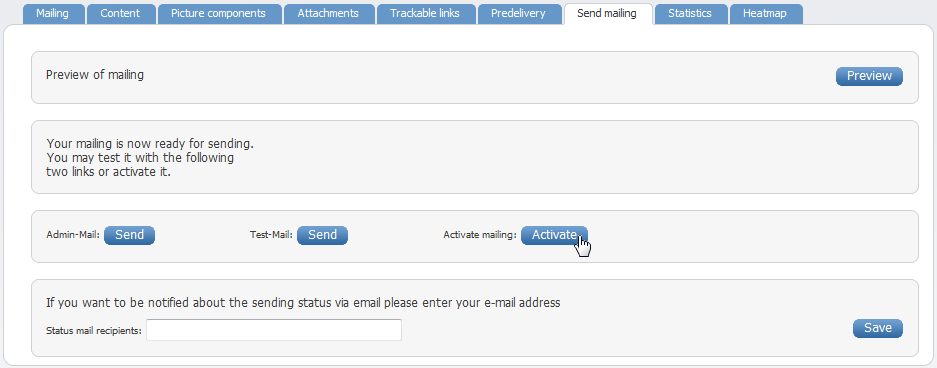 Mailing Content Picture components Attachments Trackable links Predelivery Send mailing Statistics Heatmap
Preview of mailing Preview
Your mailing is now ready for sending.
You may test it with the following
two links or activate it.
Admin-Mail: Send Test-Mail: Send Activate mailing: Activate
If you want to be notified about the sending status via email please enter your e-mail address
Status mail recipients: Save